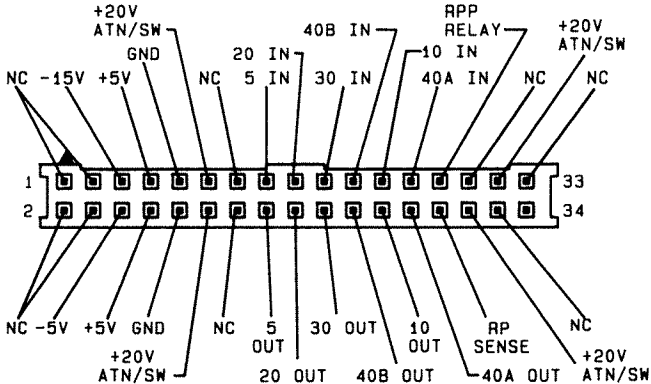 +20V
ATN/SW
GND
20 IN
40B IN
RPP
RELAY
10 IN
+20V
ATN/SW
NC -15V +5V NC 5 IN 30 IN 40A IN NC NC
1 33
2 34
NC -5V +5V GND NC 5
OUT 30 OUT 10
OUT RP
SENSE NC
+20V
ATN/SW 20 OUT 40B OUT 40A OUT +20V
ATN/SW